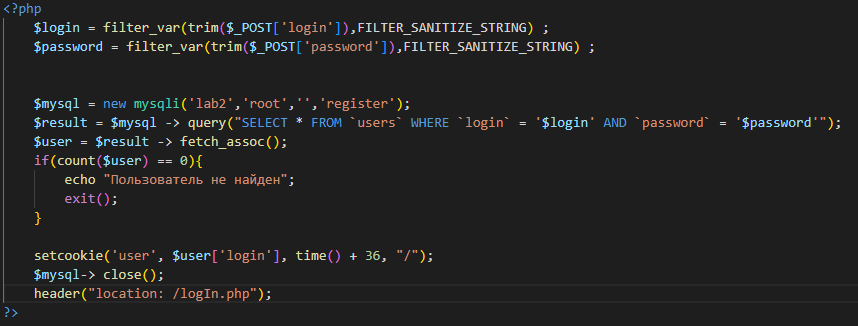 <?php
$login = filter_var(trim($_POST['login']),FILTER_SANITIZE_STRING) ;
$password = filter_var(trim($_POST['password']),FILTER_SANITIZE_STRING) ;
$mysql = new mysqli('lab2','root','','register');
$result = $mysql -> query("SELECT * FROM `users` WHERE `login` = '$login' AND `password` = '$password'");
$user = $result -> fetch_assoc();
if(count($user) == 0){
echo "Пользователь не найден";
exit();
}
setcookie('user', $user['login'], time() + 36, "/");
$mysql-> close();
header("location: /logIn.php");
?>